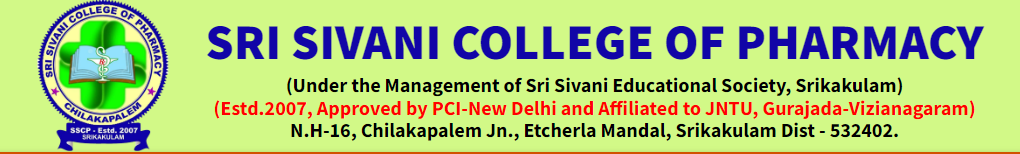 SRI SIVANI COLLEGE OF PHARMACY
CHILAKAPALEM
SSCP - Estd. 2007
SRIKAKULAM
SRI SIVANI COLLEGE OF PHARMACY
(Under the Management of Sri Sivani Educational Society, Srikakulam)
(Estd.2007, Approved by PCI-New Delhi and Affiliated to JNTU, Gurajada-Vizianagaram)
N.H-16, Chilakapalem Jn., Etcherla Mandal, Srikakulam Dist - 532402.